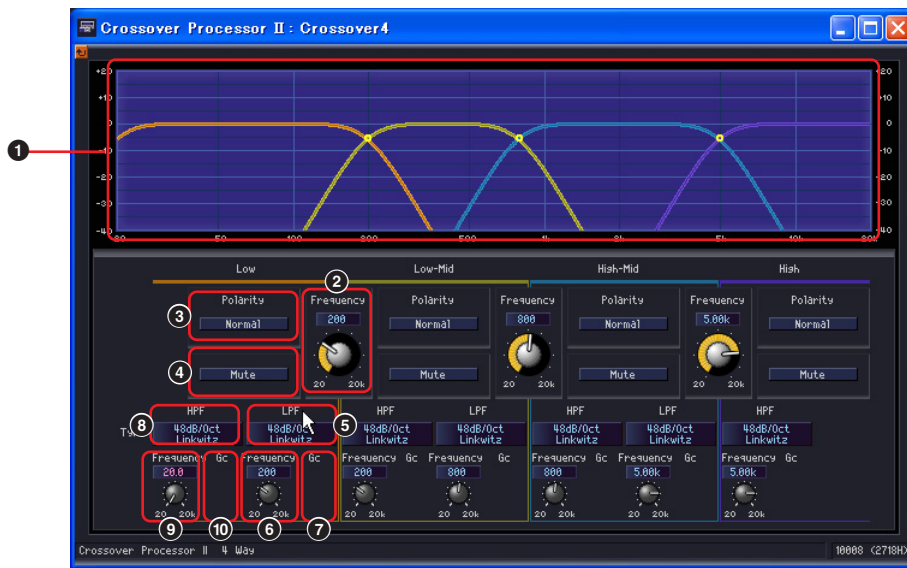 Crossover Processor II : Crossover4
+20 +20
+10 +10
0 0
❶ -10 -10
-20 -20
-30 -30
-40 -40
20 50 100 200 500 1k 2k 5k 10k 20k
Low Low-Mid High-Mid High
②
Polarity Frequency Polarity Frequency Polarity Frequency Polarity
③ Normal 200 Normal 800 Normal 5.00k Normal
④ Mute Mute Mute Mute
20 20k 20 20k 20 20k
HPF LPF HPF LPF HPF LPF HPF
⑧ 48dB/Oct 48dB/Oct ⑤ 48dB/Oct 48dB/Oct 48dB/Oct 48dB/Oct 48dB/Oct
Linkwitz Linkwitz Linkwitz Linkwitz Linkwitz Linkwitz Linkwitz
Frequency Gc Frequency Gc Frequency Gc Frequency Gc Frequency Gc Frequency Gc Frequency Gc
20.0 200 200 800 800 5.00k 5.00k
20 20k 20 20k 20 20k 20 20k 20 20k 20 20k 20 20k
⑨ ⑩ ⑥ ⑦
Crossover Processor II 4 Way 10008 (2718H)